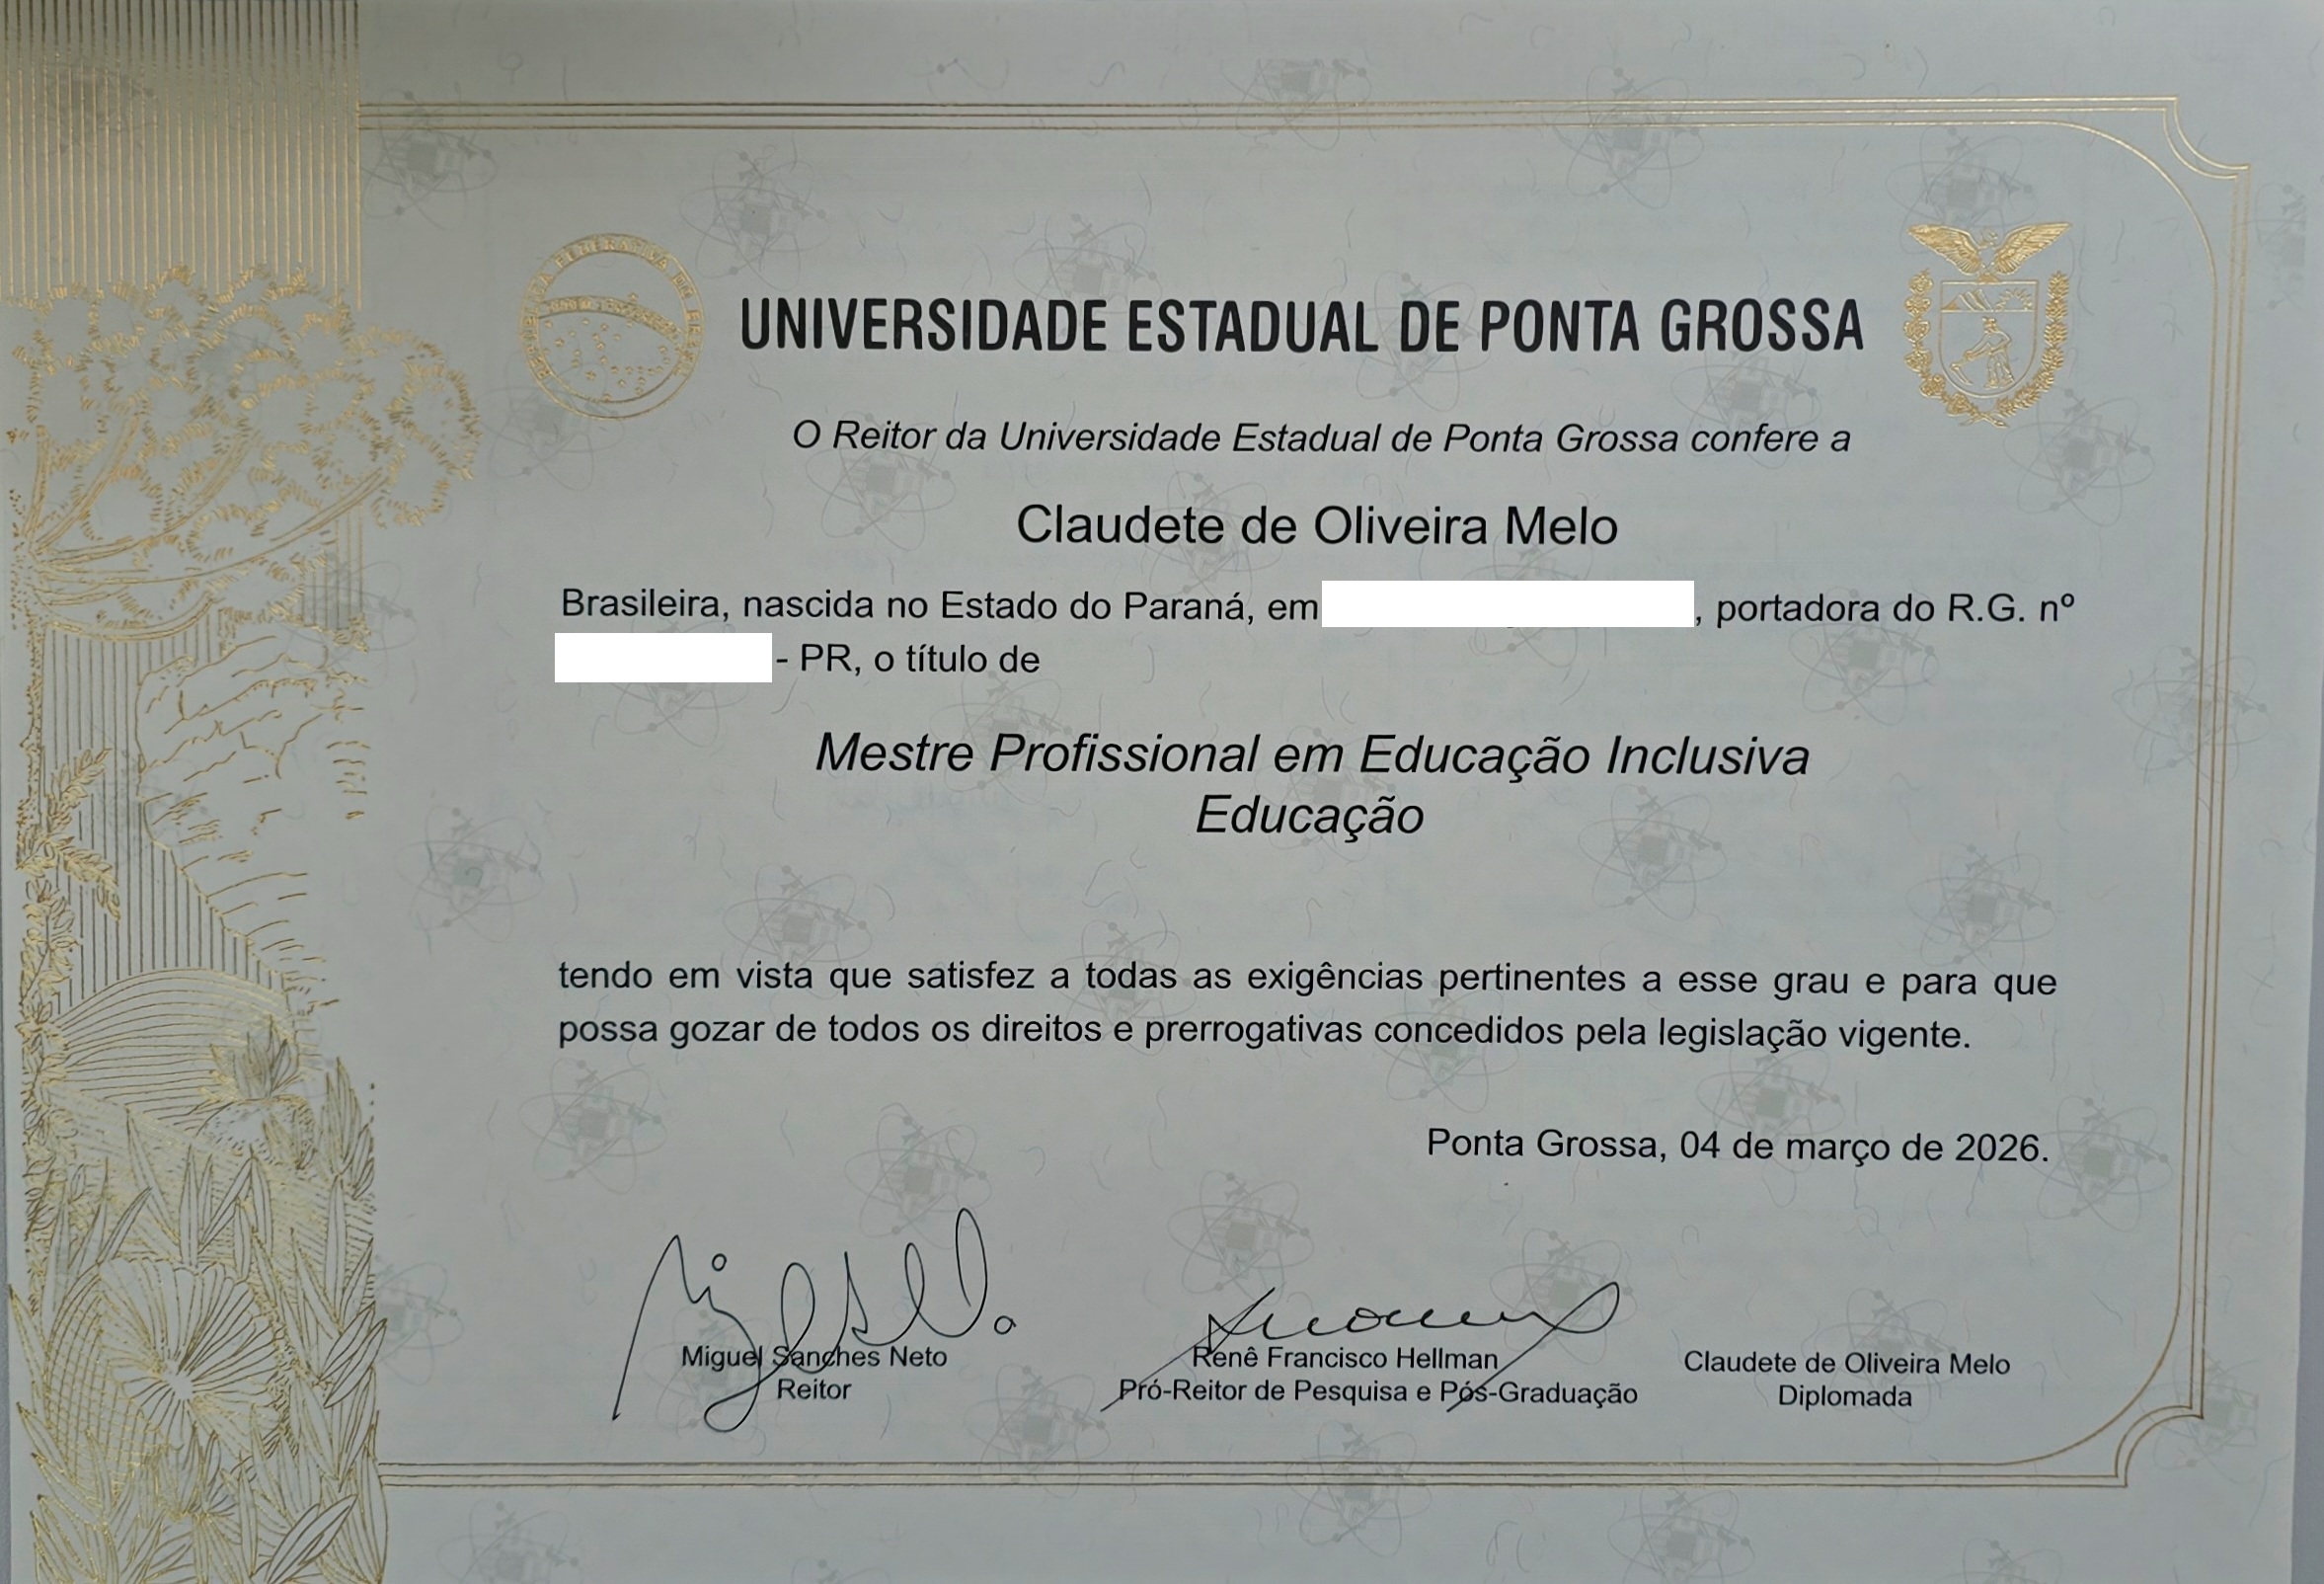 REPÚBLICA FEDERATIVA DO BRASIL
UNIVERSIDADE ESTADUAL DE PONTA GROSSA
O Reitor da Universidade Estadual de Ponta Grossa confere a
Claudete de Oliveira Melo
Brasileira, nascida no Estado do Paraná, em , portadora do R.G. nº
- PR, o título de
Mestre Profissional em Educação Inclusiva
Educação
tendo em vista que satisfez a todas as exigências pertinentes a esse grau e para que
possa gozar de todos os direitos e prerrogativas concedidos pela legislação vigente.
Ponta Grossa, 04 de março de 2026.
Miguel Sanches Neto
Reitor
Renê Francisco Hellman
Pró-Reitor de Pesquisa e Pós-Graduação
Claudete de Oliveira Melo
Diplomada